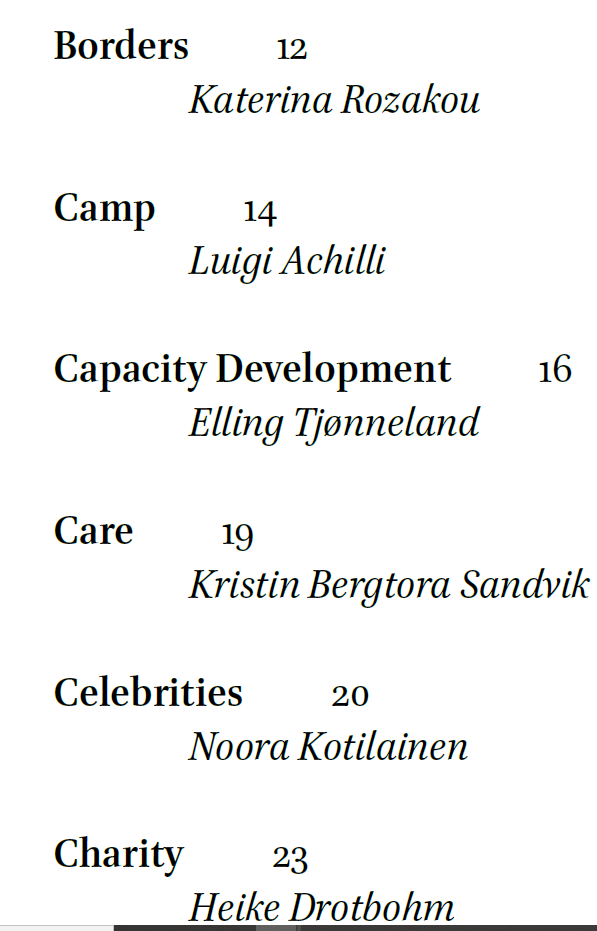 Borders 12
Katerina Rozakou
Camp 14
Luigi Achilli
Capacity Development 16
Elling Tjønneland
Care 19
Kristin Bergtora Sandvik
Celebrities 20
Noora Kotilainen
Charity 23
Heike Drotbohm